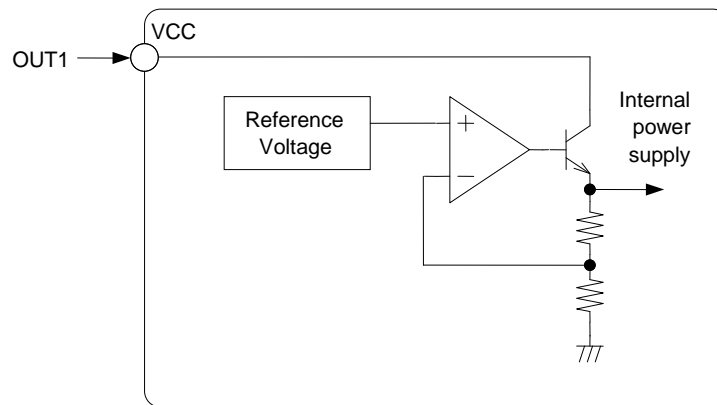 VCC
OUT1
Reference
Voltage
+
−
Internal
power
supply